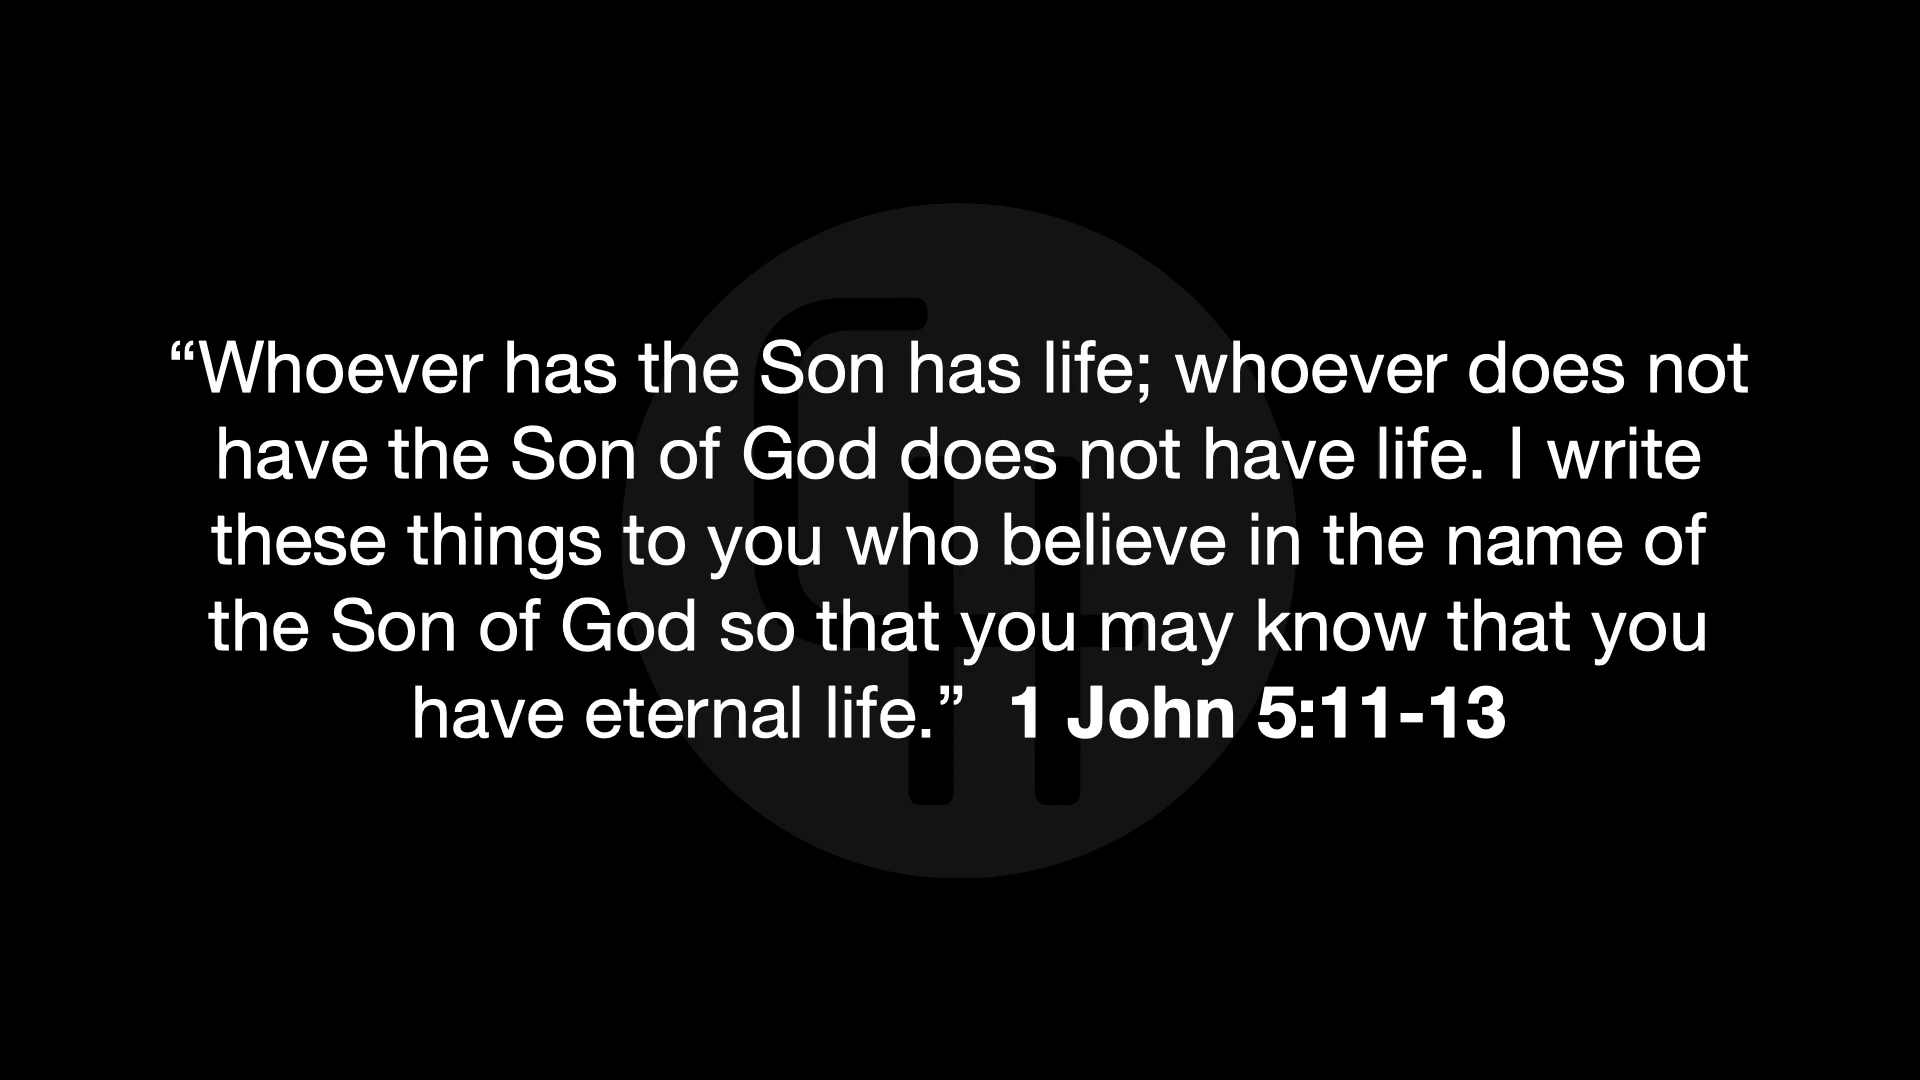 “Whoever has the Son has life; whoever does not
have the Son of God does not have life. I write
these things to you who believe in the name of
the Son of God so that you may know that you
have eternal life.”  1 John 5:11-13